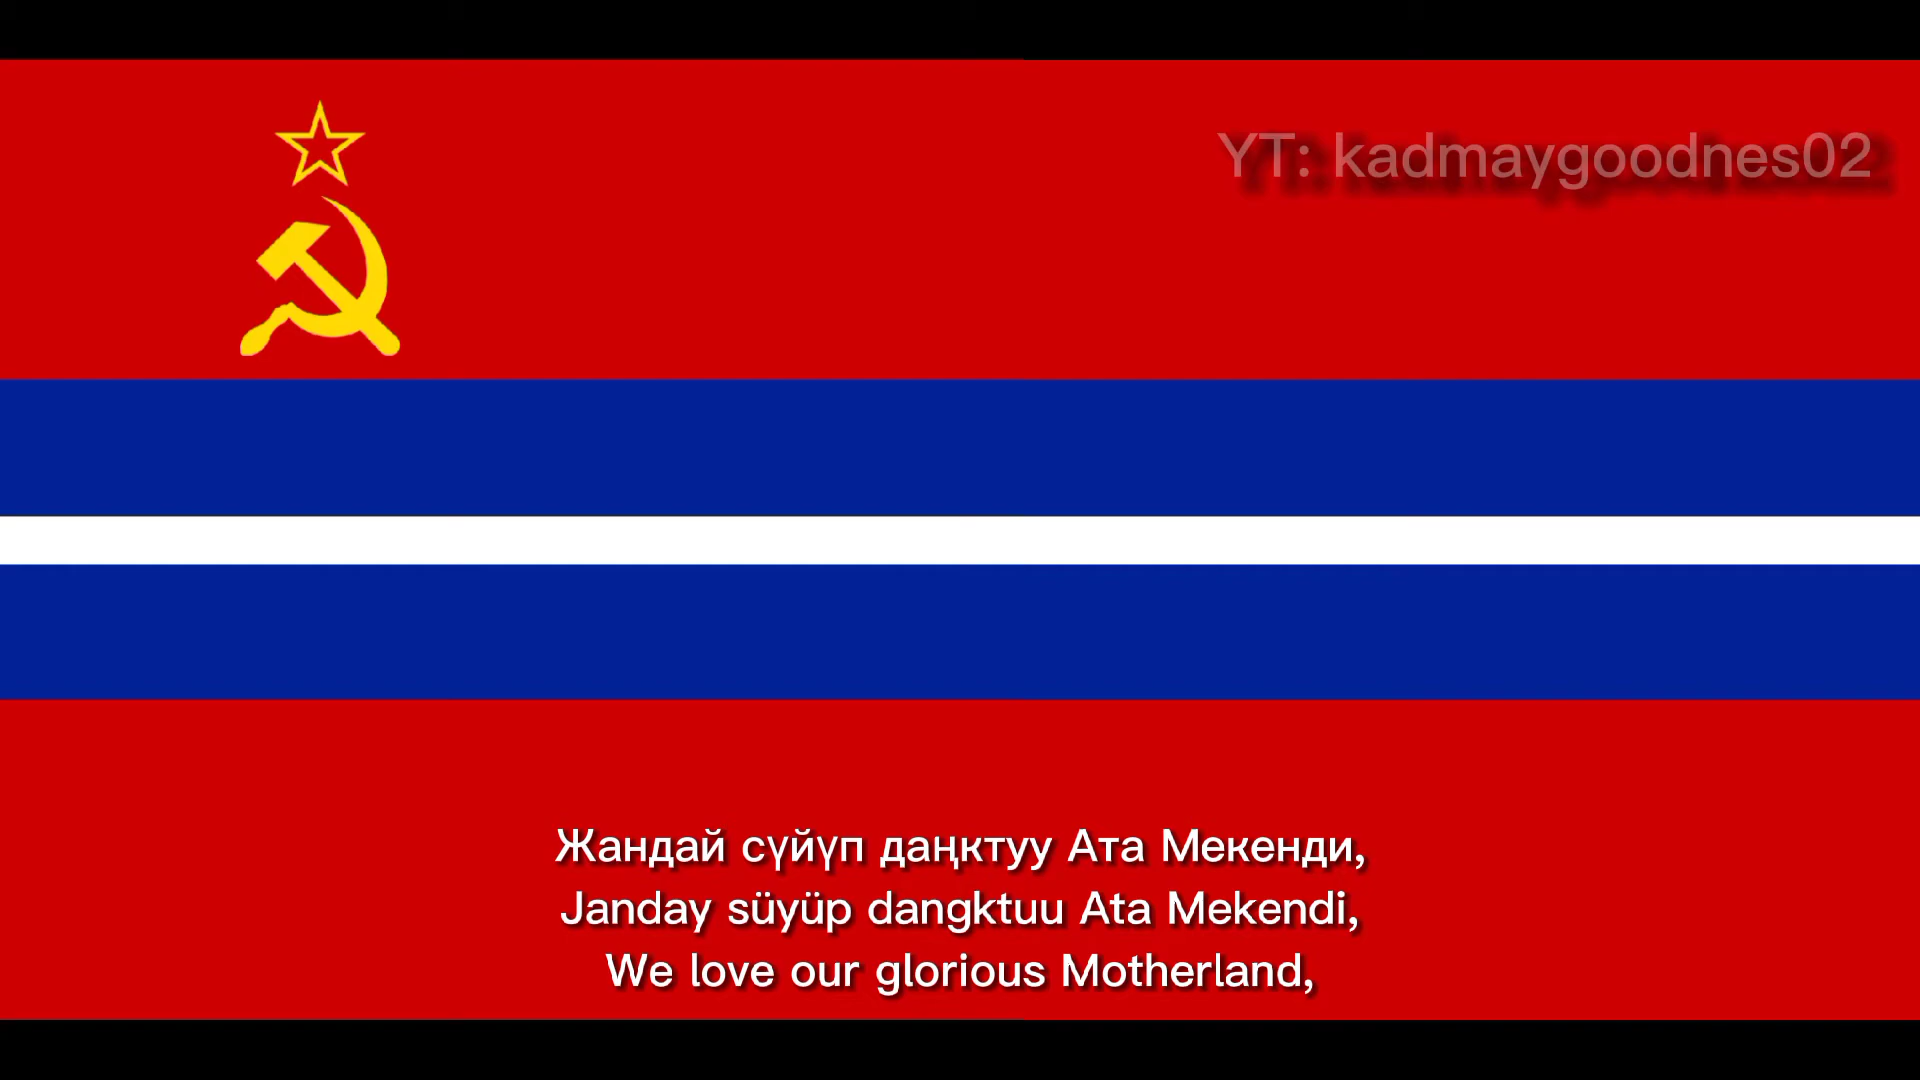 YT: kadmaygoodnes02
Жандай сүйүп даңктуу Ата Мекенди,
Janday süyüp dangktuu Ata Mekendi,
We love our glorious Motherland,